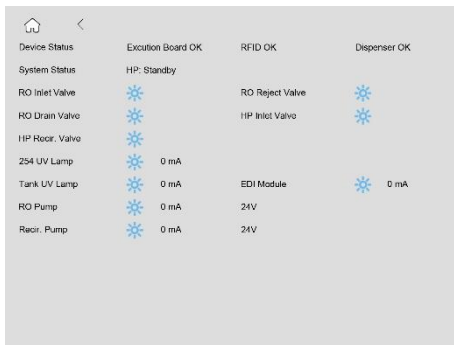 Device Status Excution Board OK RFID OK Dispenser OK
System Status HP: Standby
RO Inlet Valve RO Reject Valve
RO Drain Valve HP Inlet Valve
HP Recir. Valve
254 UV Lamp 0 mA
Tank UV Lamp 0 mA EDI Module 0 mA
RO Pump 0 mA 24V
Recir. Pump 0 mA 24V